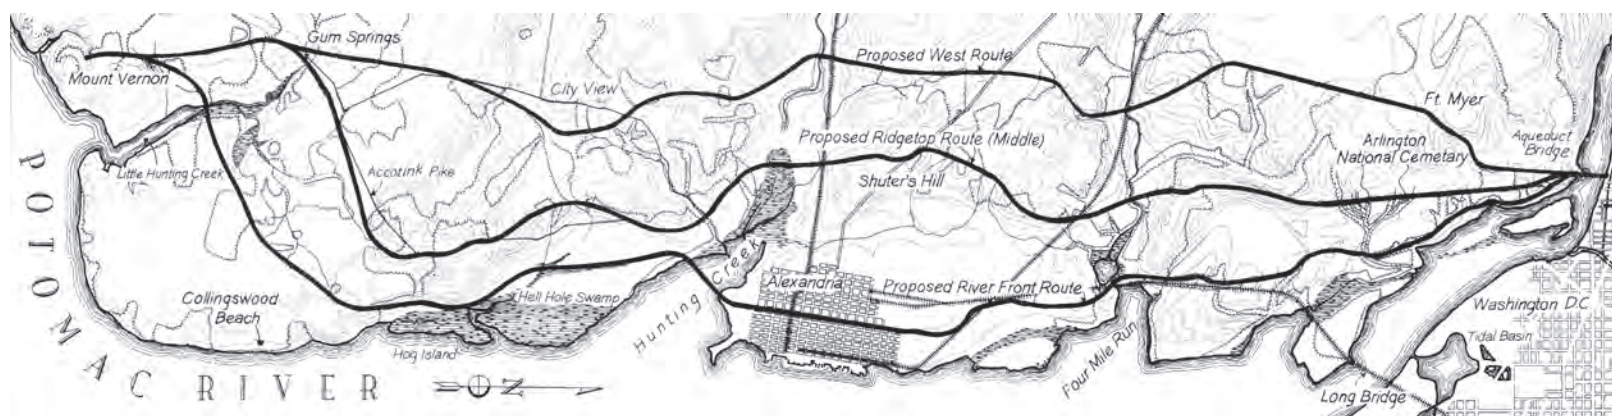 Gum Springs
Mount Vernon
City View
Proposed West Route
Ft. Myer
Proposed Ridgetop Route (Middle)
Arlington
National Cemetary
Aqueduct
Bridge
Little Hunting Creek
Accotink Pike
Shuter's Hill
Hunting Creek
Alexandria
Proposed River Front Route
Hell Hole Swamp
Collingswood
Beach
Hog Island
Four Mile Run
Washington D.C
Tidal Basin
Long Bridge
POTOMAC RIVER
N